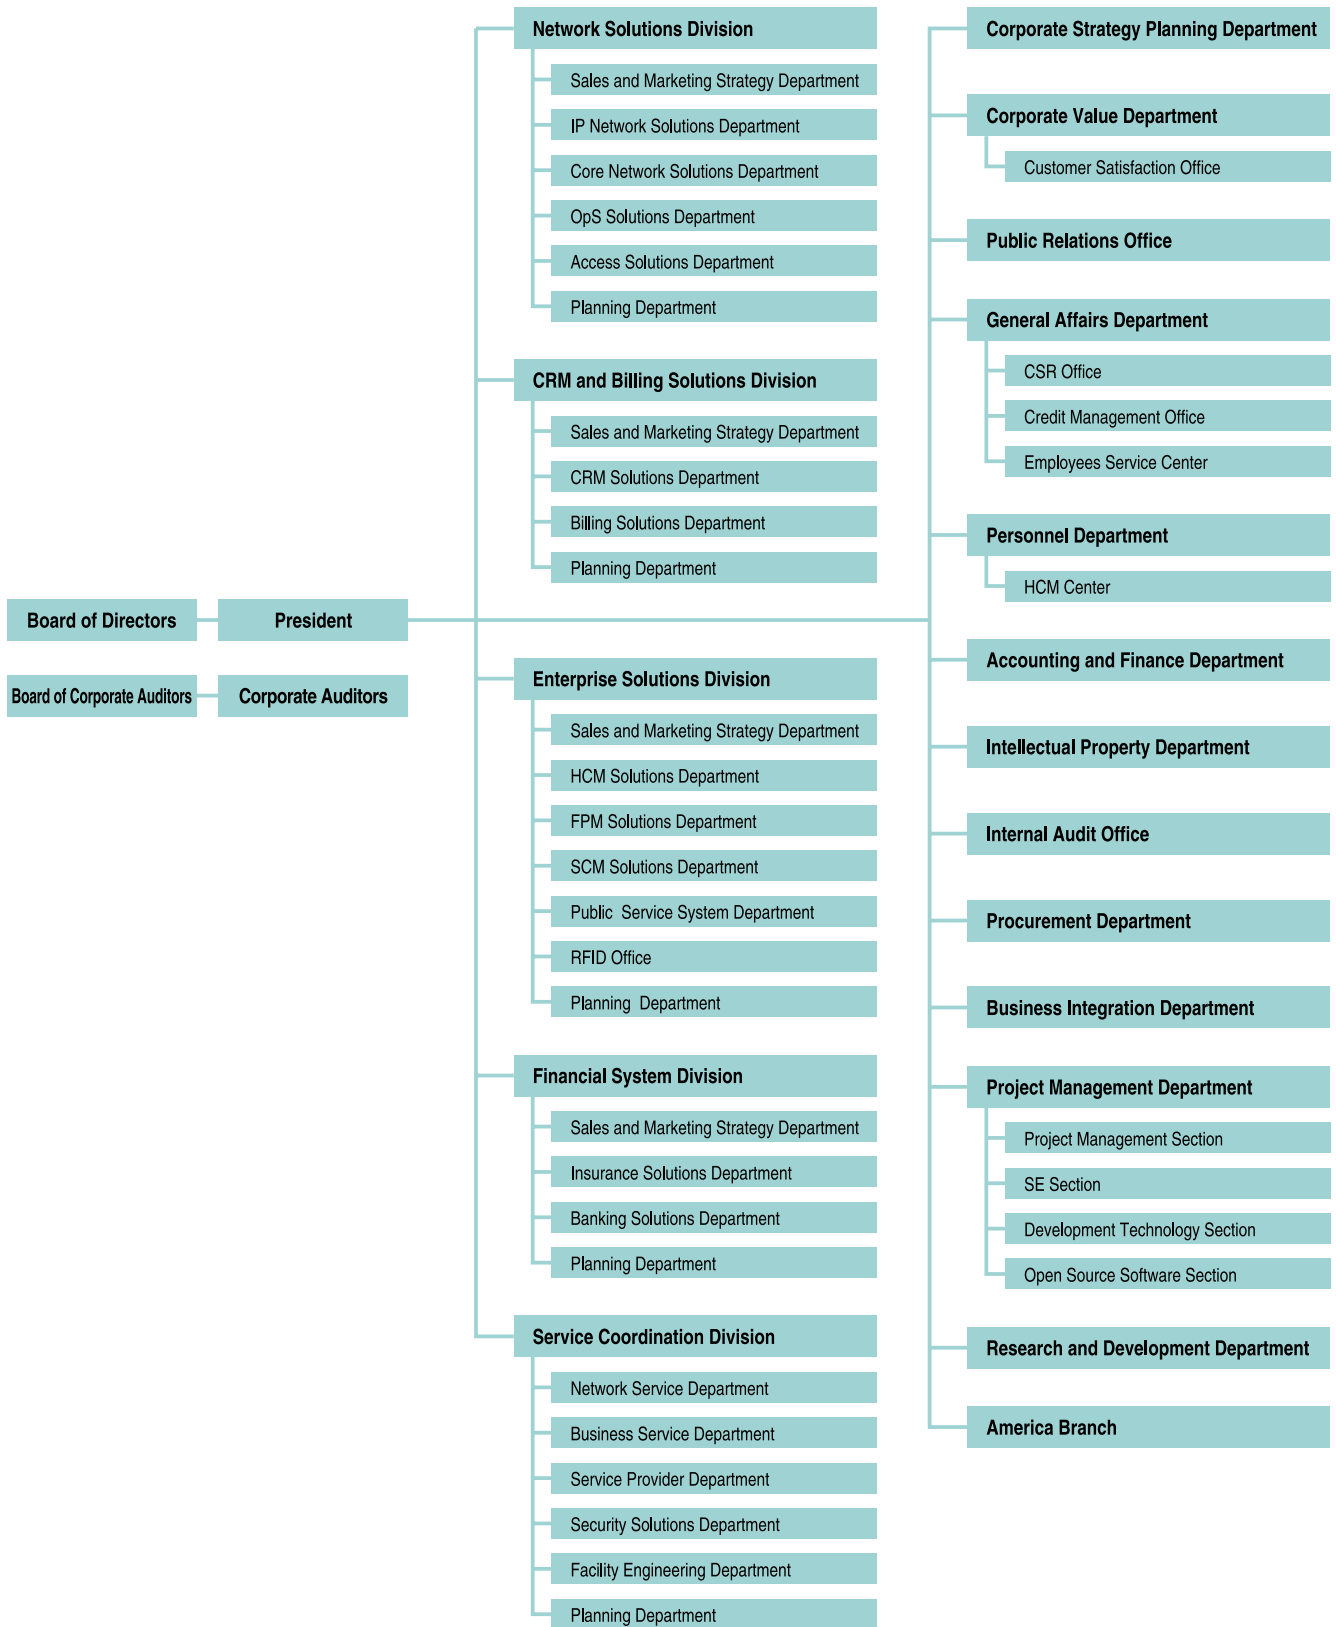 Board of Directors
President
Board of Corporate Auditors
Corporate Auditors
Network Solutions Division
Sales and Marketing Strategy Department
IP Network Solutions Department
Core Network Solutions Department
OpS Solutions Department
Access Solutions Department
Planning Department
CRM and Billing Solutions Division
Sales and Marketing Strategy Department
CRM Solutions Department
Billing Solutions Department
Planning Department
Enterprise Solutions Division
Sales and Marketing Strategy Department
HCM Solutions Department
FPM Solutions Department
SCM Solutions Department
Public Service System Department
RFID Office
Planning Department
Financial System Division
Sales and Marketing Strategy Department
Insurance Solutions Department
Banking Solutions Department
Planning Department
Service Coordination Division
Network Service Department
Business Service Department
Service Provider Department
Security Solutions Department
Facility Engineering Department
Planning Department
Corporate Strategy Planning Department
Corporate Value Department
Customer Satisfaction Office
Public Relations Office
General Affairs Department
CSR Office
Credit Management Office
Employees Service Center
Personnel Department
HCM Center
Accounting and Finance Department
Intellectual Property Department
Internal Audit Office
Procurement Department
Business Integration Department
Project Management Department
Project Management Section
SE Section
Development Technology Section
Open Source Software Section
Research and Development Department
America Branch